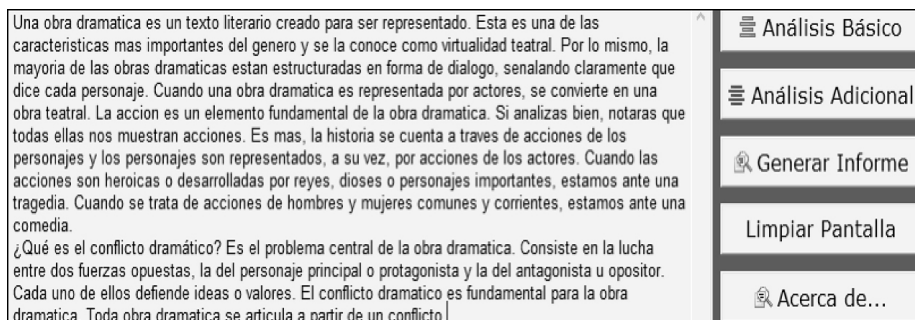 Una obra dramatica es un texto literario creado para ser representado. Esta es una de las
caracteristicas mas importantes del genero y se la conoce como virtualidad teatral. Por lo mismo, la
mayoria de las obras dramaticas estan estructuradas en forma de dialogo, senalando claramente que
dice cada personaje. Cuando una obra dramatica es representada por actores, se convierte en una
obra teatral. La accion es un elemento fundamental de la obra dramatica. Si analizas bien, notaras que
todas ellas nos muestran acciones. Es mas, la historia se cuenta a traves de acciones de los
personajes y los personajes son representados, a su vez, por acciones de los actores. Cuando las
acciones son heroicas o desarrolladas por reyes, dioses o personajes importantes, estamos ante una
tragedia. Cuando se trata de acciones de hombres y mujeres comunes y corrientes, estamos ante una
comedia.
¿Qué es el conflicto dramático? Es el problema central de la obra dramatica. Consiste en la lucha
entre dos fuerzas opuestas, la del personaje principal o protagonista y la del antagonista u opositor.
Cada uno de ellos defiende ideas o valores. El conflicto dramatico es fundamental para la obra
dramatica. Toda obra dramatica se articula a partir de un conflicto
Análisis Básico
Análisis Adicional
Generar Informe
Limpiar Pantalla
Acerca de...